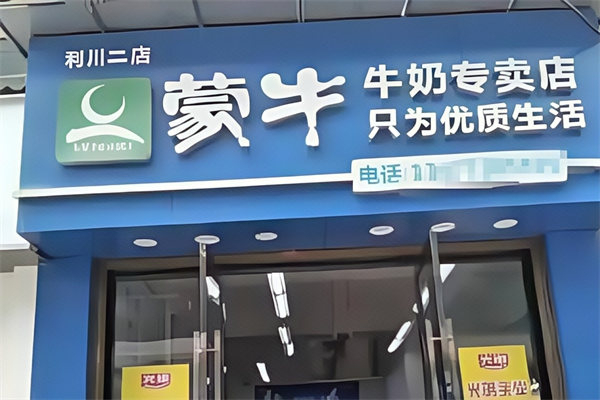 利川二店
蒙牛
牛奶专卖店
只为优质生活
电话: